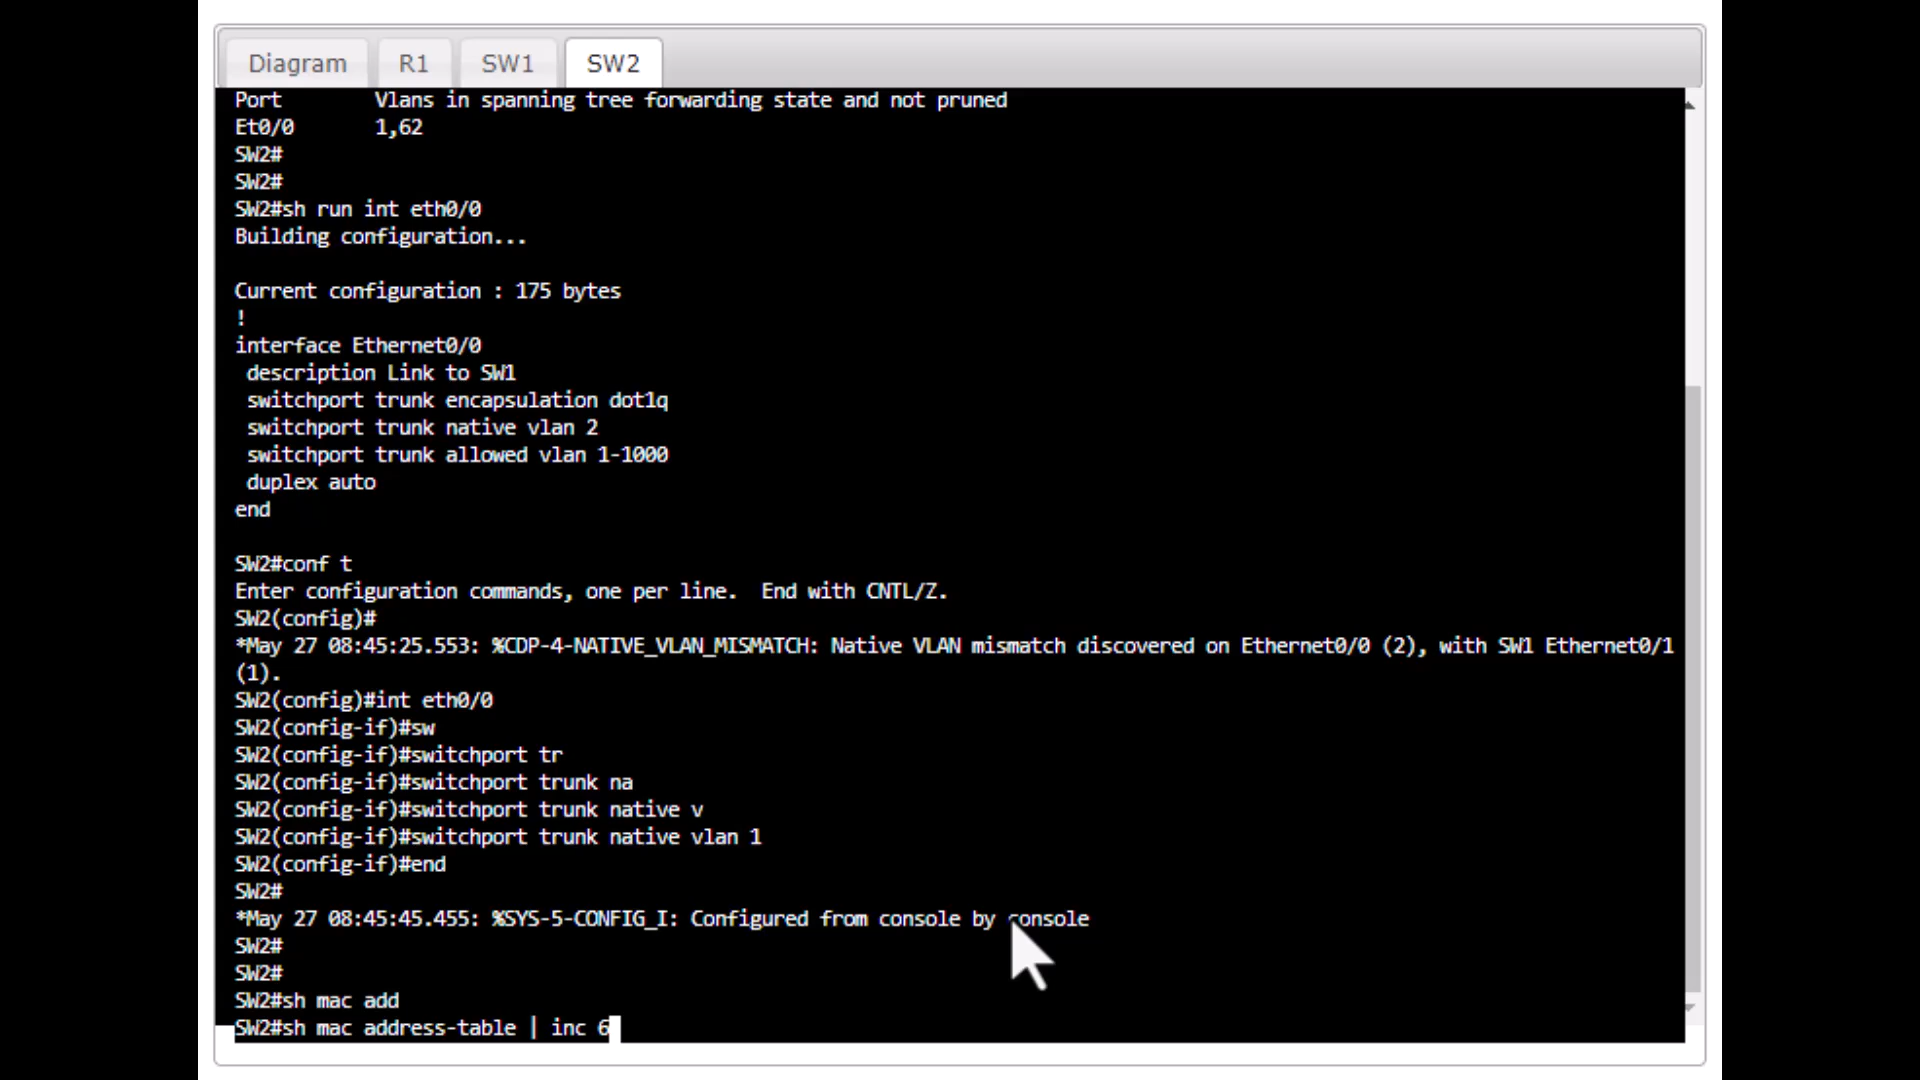 Diagram R1 SW1 SW2
Port        Vlans in spanning tree forwarding state and not pruned
Et0/0       1,62
SW2#
SW2#
SW2#sh run int eth0/0
Building configuration...
Current configuration : 175 bytes
!
interface Ethernet0/0
 description Link to SW1
 switchport trunk encapsulation dot1q
 switchport trunk native vlan 2
 switchport trunk allowed vlan 1-1000
 duplex auto
end
SW2#conf t
Enter configuration commands, one per line.  End with CNTL/Z.
SW2(config)#
*May 27 08:45:25.553: %CDP-4-NATIVE_VLAN_MISMATCH: Native VLAN mismatch discovered on Ethernet0/0 (2), with SW1 Ethernet0/1
(1).
SW2(config)#int eth0/0
SW2(config-if)#sw
SW2(config-if)#switchport tr
SW2(config-if)#switchport trunk na
SW2(config-if)#switchport trunk native v
SW2(config-if)#switchport trunk native vlan 1
SW2(config-if)#end
SW2#
*May 27 08:45:45.455: %SYS-5-CONFIG_I: Configured from console by console
SW2#
SW2#
SW2#sh mac add
SW2#sh mac address-table | inc 6